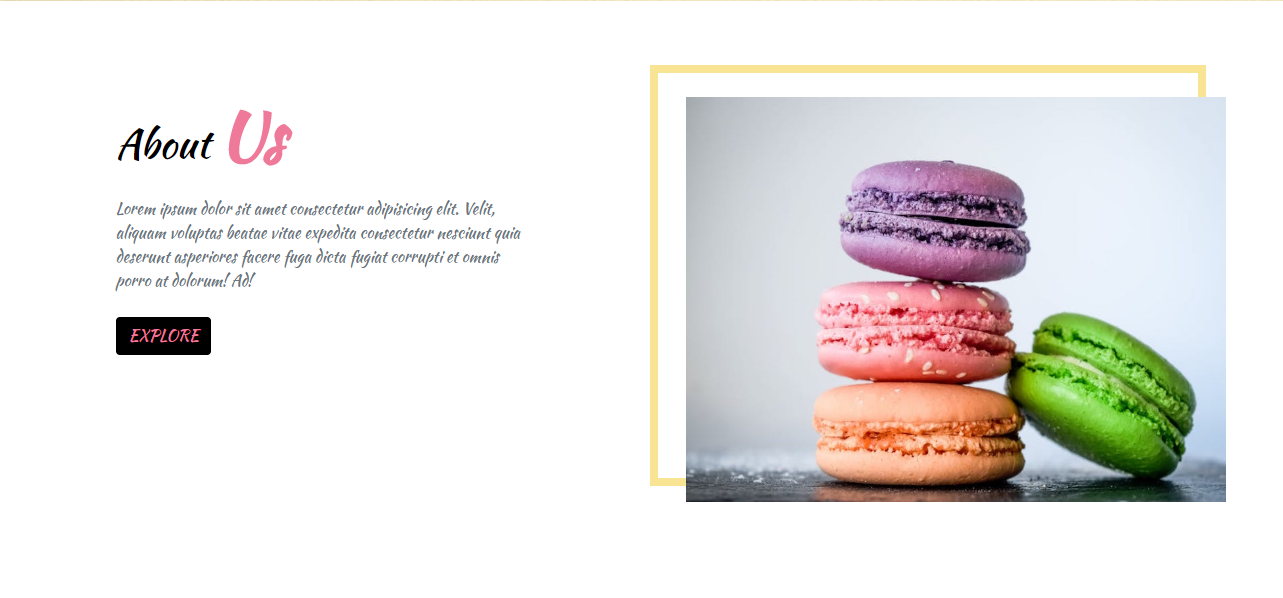 About Us
Lorem ipsum dolor sit amet consectetur adipisicing elit. Velit,
aliquam voluptas beatae vitae expedita consectetur nesciunt quia
deserunt asperiores facere fuga dicta fugiat corrupti et omnis
porro at dolorum! Ad!
EXPLORE